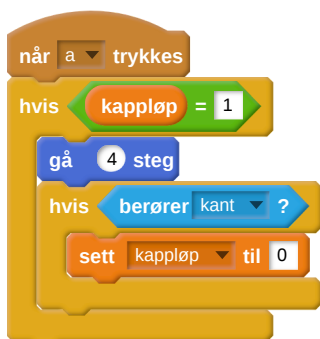 når a trykkes
hvis kappløp = 1
gå 4 steg
hvis berører kant ?
sett kappløp til 0